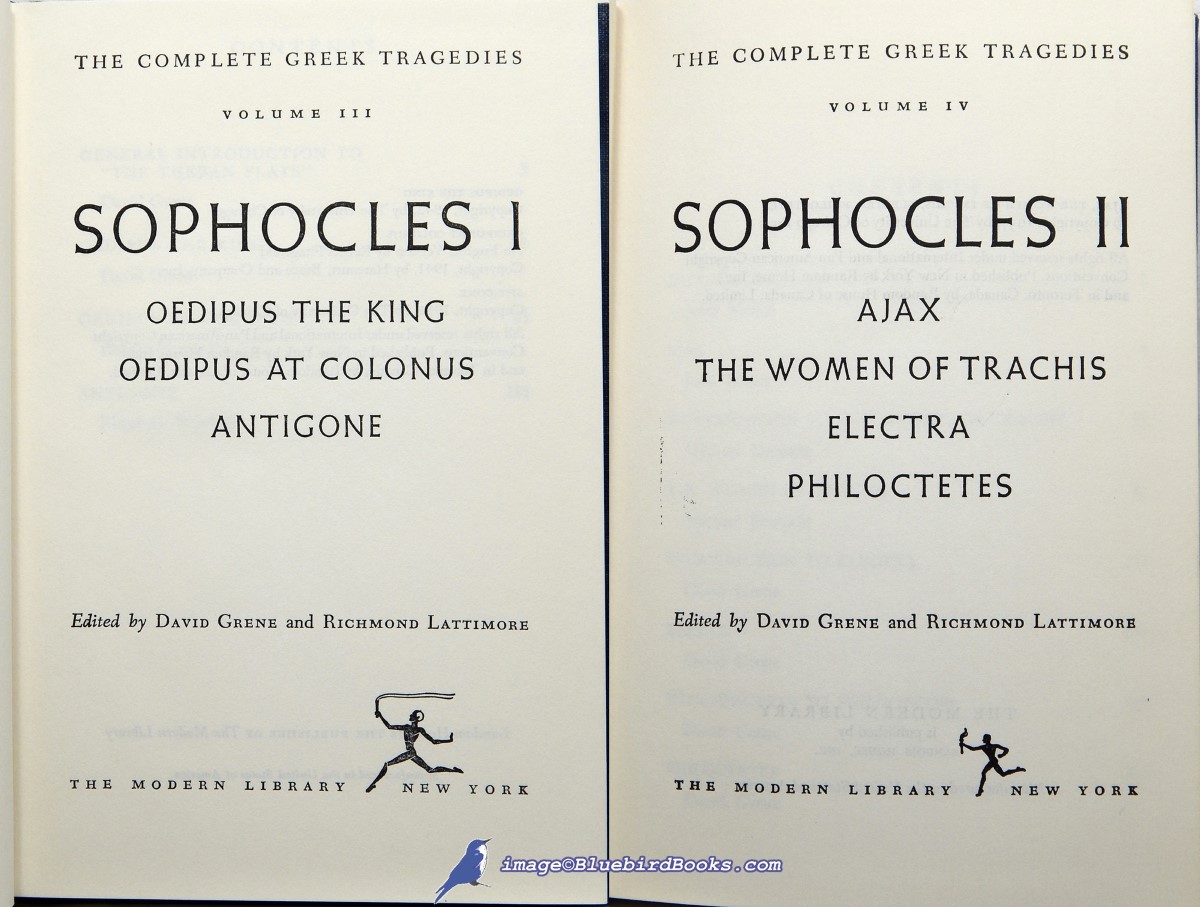 THE COMPLETE GREEK TRAGEDIES
VOLUME III
SOPHOCLES I
OEDIPUS THE KING
OEDIPUS AT COLONUS
ANTIGONE
Edited by DAVID GRENE and RICHMOND LATTIMORE
THE MODERN LIBRARY NEW YORK
THE COMPLETE GREEK TRAGEDIES
VOLUME IV
SOPHOCLES II
AJAX
THE WOMEN OF TRACHIS
ELECTRA
PHILOCTETES
Edited by DAVID GRENE and RICHMOND LATTIMORE
THE MODERN LIBRARY NEW YORK
image©BluebirdBooks.com